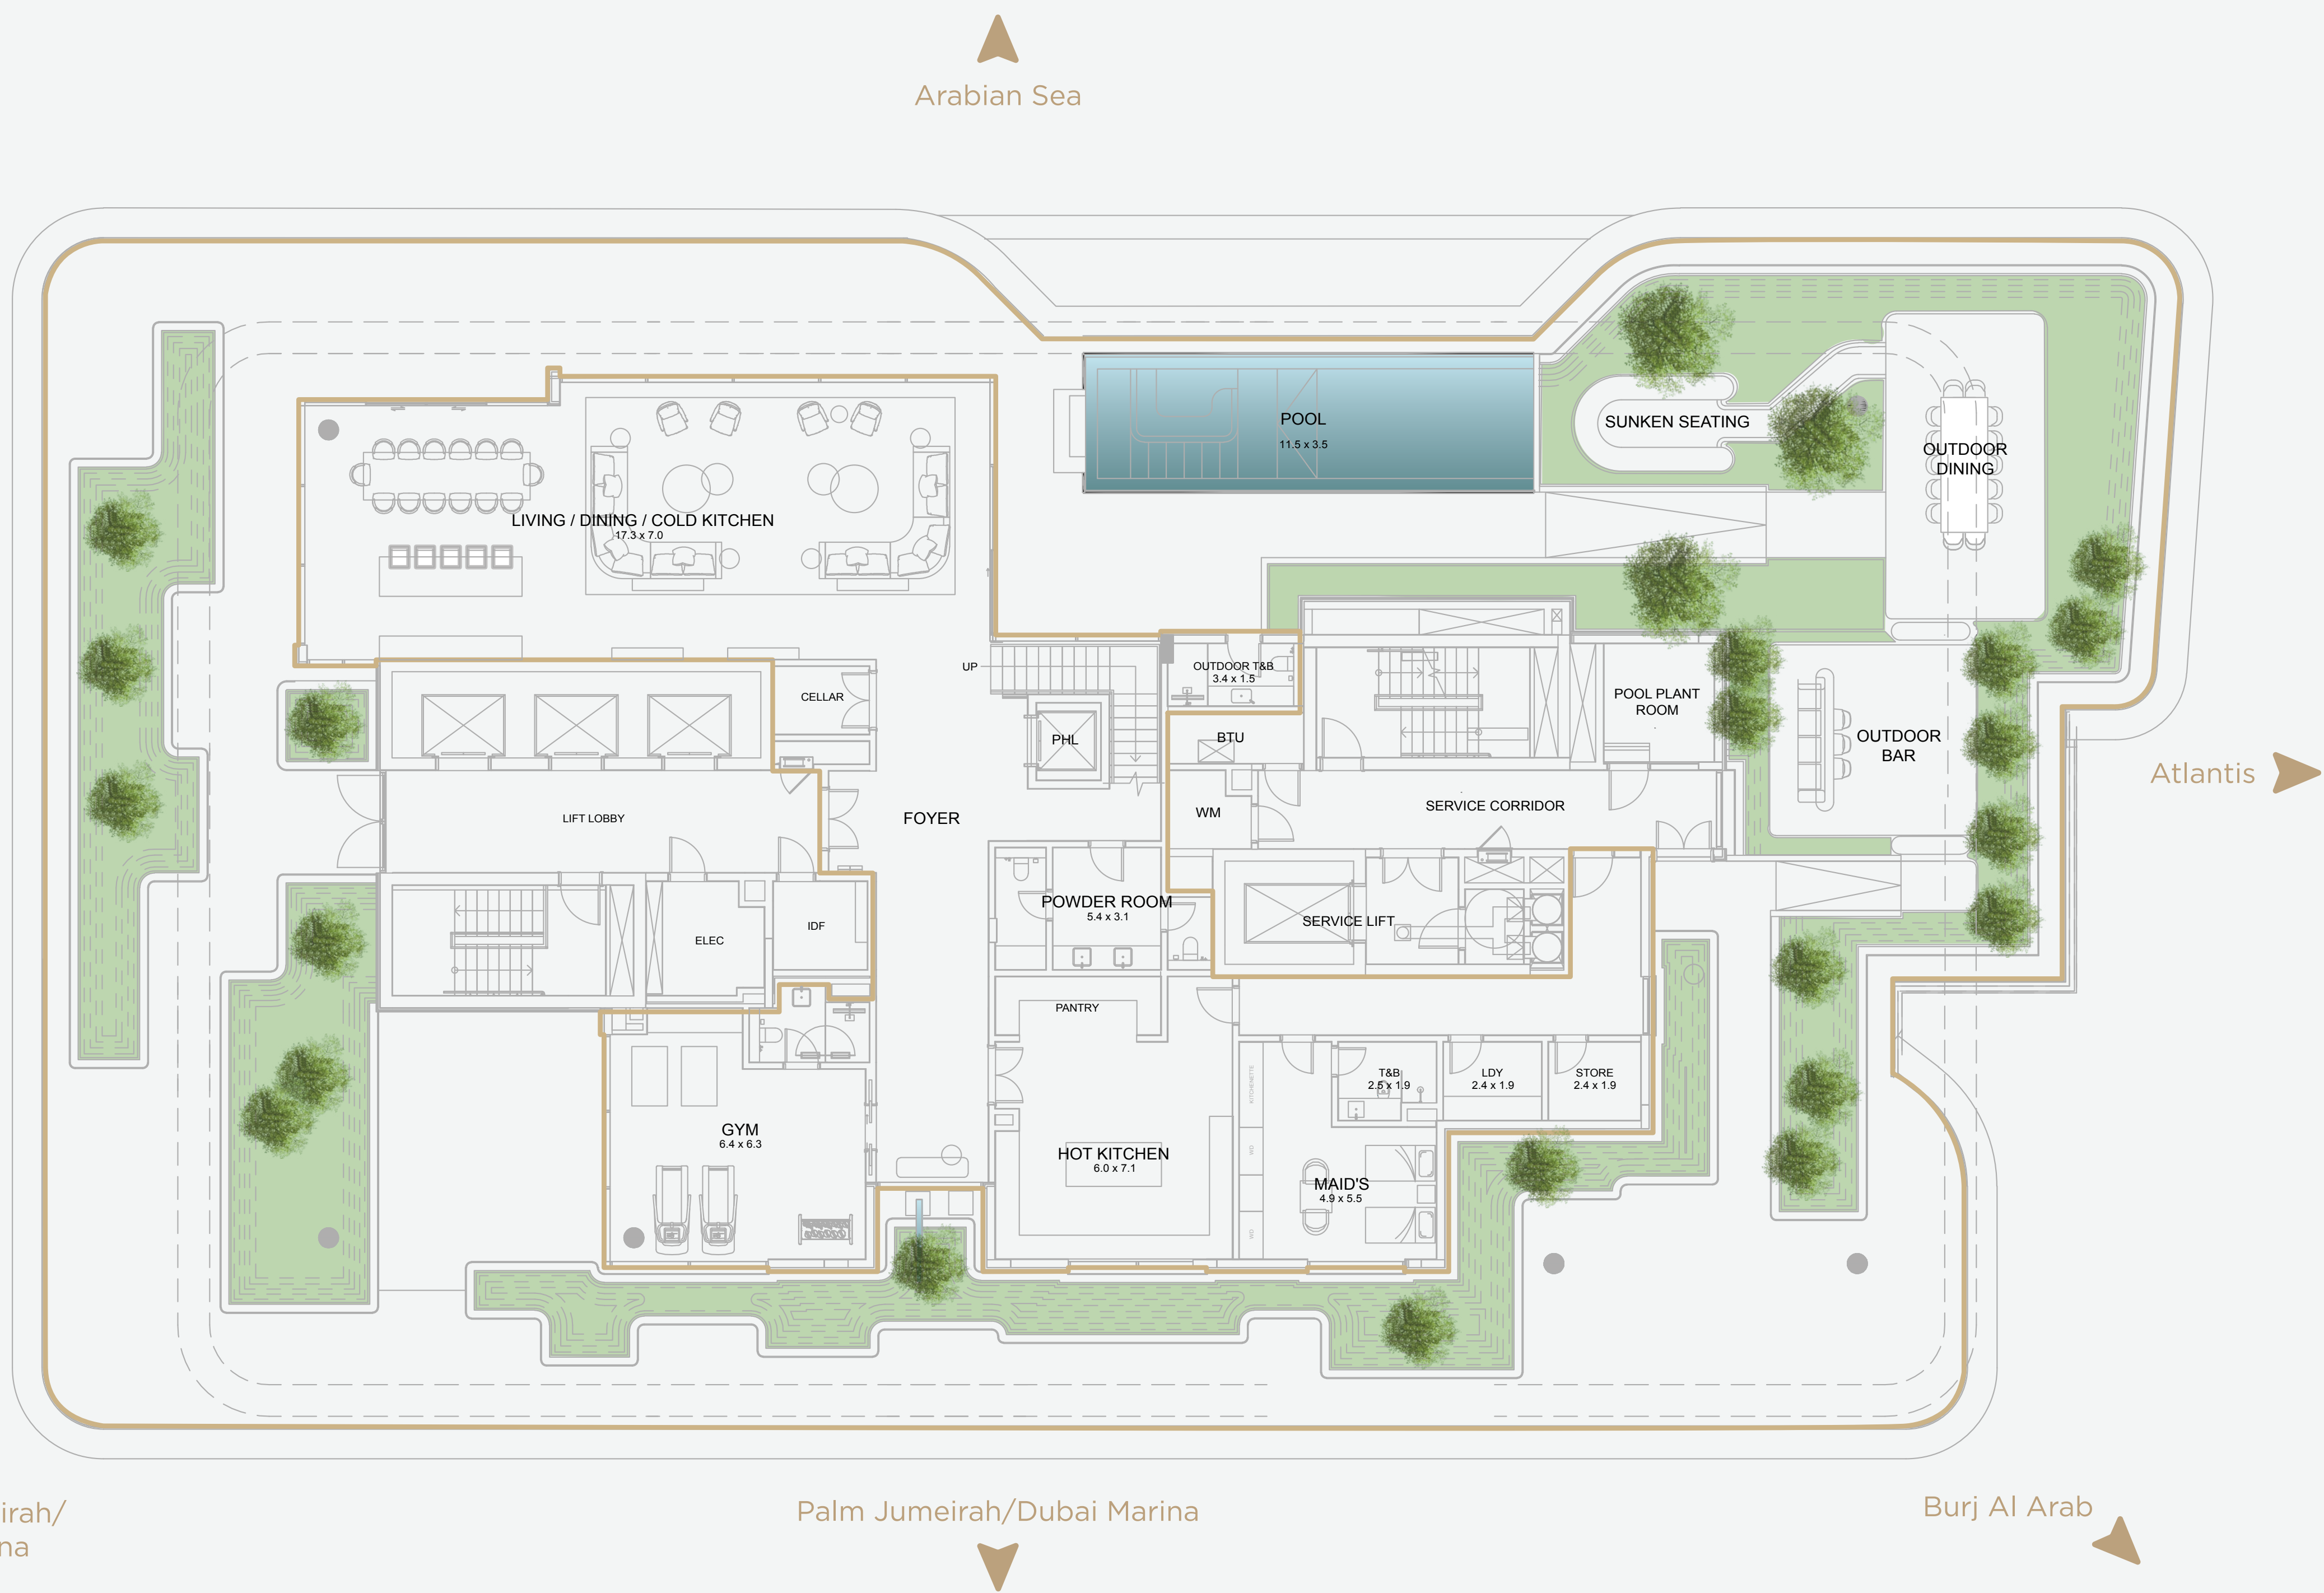 Arabian Sea
POOL
11.5 x 3.5
SUNKEN SEATING
OUTDOOR
DINING
LIVING / DINING / COLD KITCHEN
17.3 x 7.0
UP
OUTDOOR T&B
3.4 x 1.5
CELLAR
POOL PLANT
ROOM
PHL
BTU
OUTDOOR
BAR
Atlantis
LIFT LOBBY
FOYER
WM
SERVICE CORRIDOR
POWDER ROOM
5.4 x 3.1
SERVICE LIFT
ELEC
IDF
PANTRY
KITCHENETTE
T&B
2.5 x 1.9
LDY
2.4 x 1.9
STORE
2.4 x 1.9
GYM
6.4 x 6.3
HOT KITCHEN
6.0 x 7.1
WD
MAID'S
4.9 x 5.5
WD
irah/
na
Palm Jumeirah/Dubai Marina
Burj Al Arab